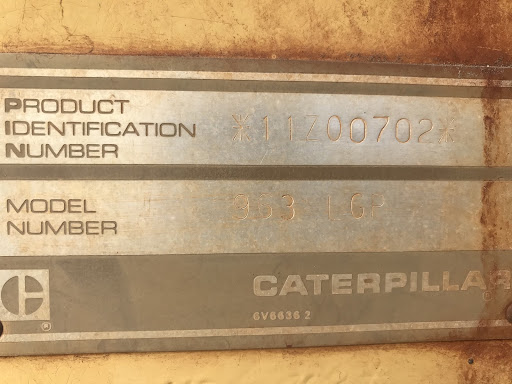 PRODUCT
IDENTIFICATION
NUMBER
*11Z00702*
MODEL
NUMBER
963 LGP
C
®
CATERPILLAR
6V6636 2